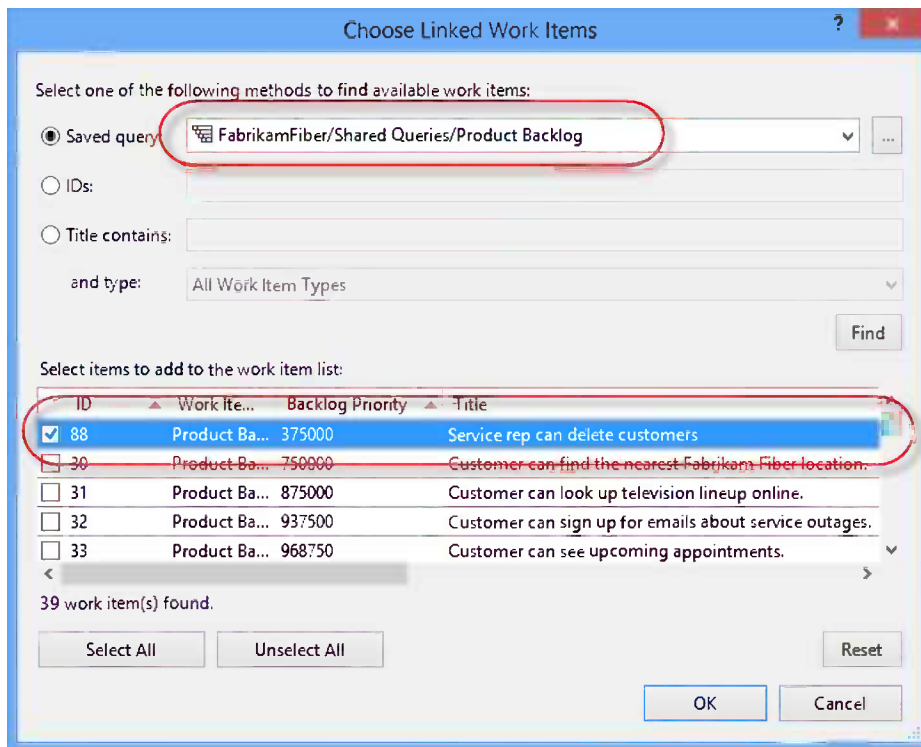 Choose Linked Work Items
?
Select one of the following methods to find available work items:
Saved query: FabrikamFiber/Shared Queries/Product Backlog ...
IDs:
Title contains:
and type: All Work Item Types
Find
Select items to add to the work item list:
ID Work Ite... Backlog Priority Title
88 Product Ba... 375000 Service rep can delete customers
30 Product Ba... 750000 Customer can find the nearest Fabrikam Fiber location.
31 Product Ba... 875000 Customer can look up television lineup online.
32 Product Ba... 937500 Customer can sign up for emails about service outages.
33 Product Ba... 968750 Customer can see upcoming appointments.
39 work item(s) found.
Select All Unselect All Reset
OK Cancel